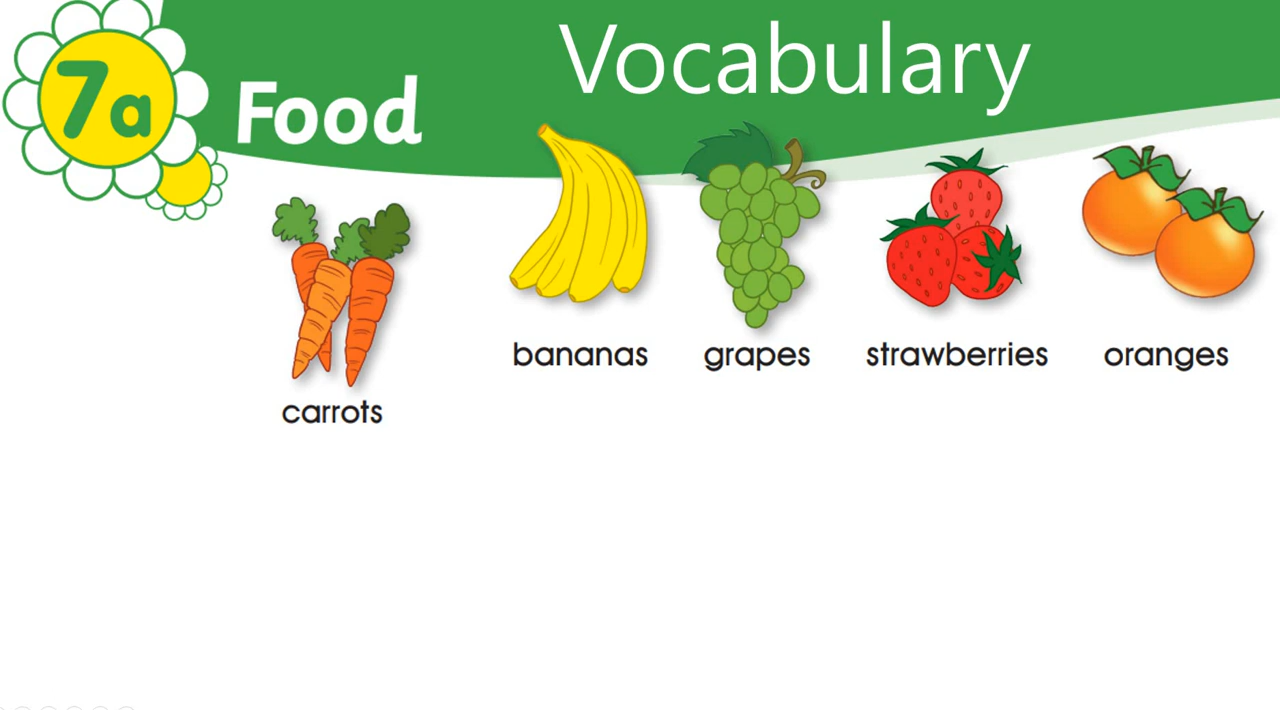 7a
Food
Vocabulary
carrots
bananas
grapes
strawberries
oranges